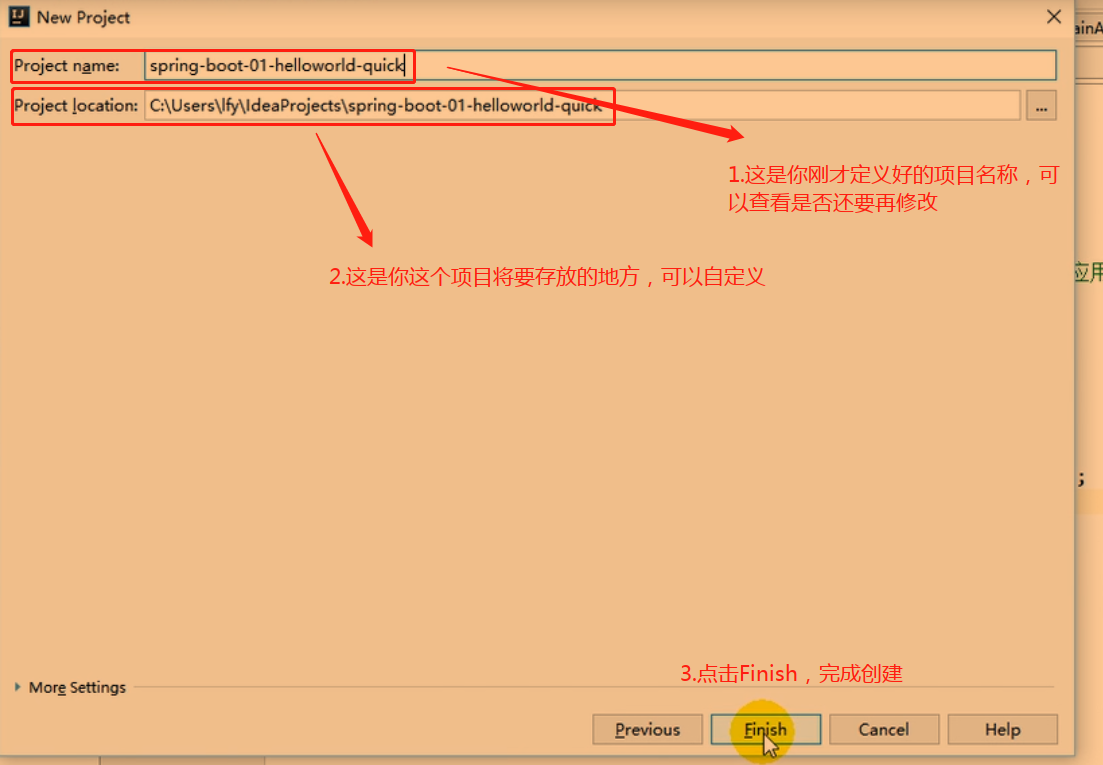 New Project
Project name: spring-boot-01-helloworld-quick
Project location: C:\Users\lfy\IdeaProjects\spring-boot-01-helloworld-quick ...
ainA
1.这是你刚才定义好的项目名称，可
以查看是否还要再修改
2.这是你这个项目将要存放的地方，可以自定义
应用
;
3.点击Finish，完成创建
More Settings
Previous Finish Cancel Help